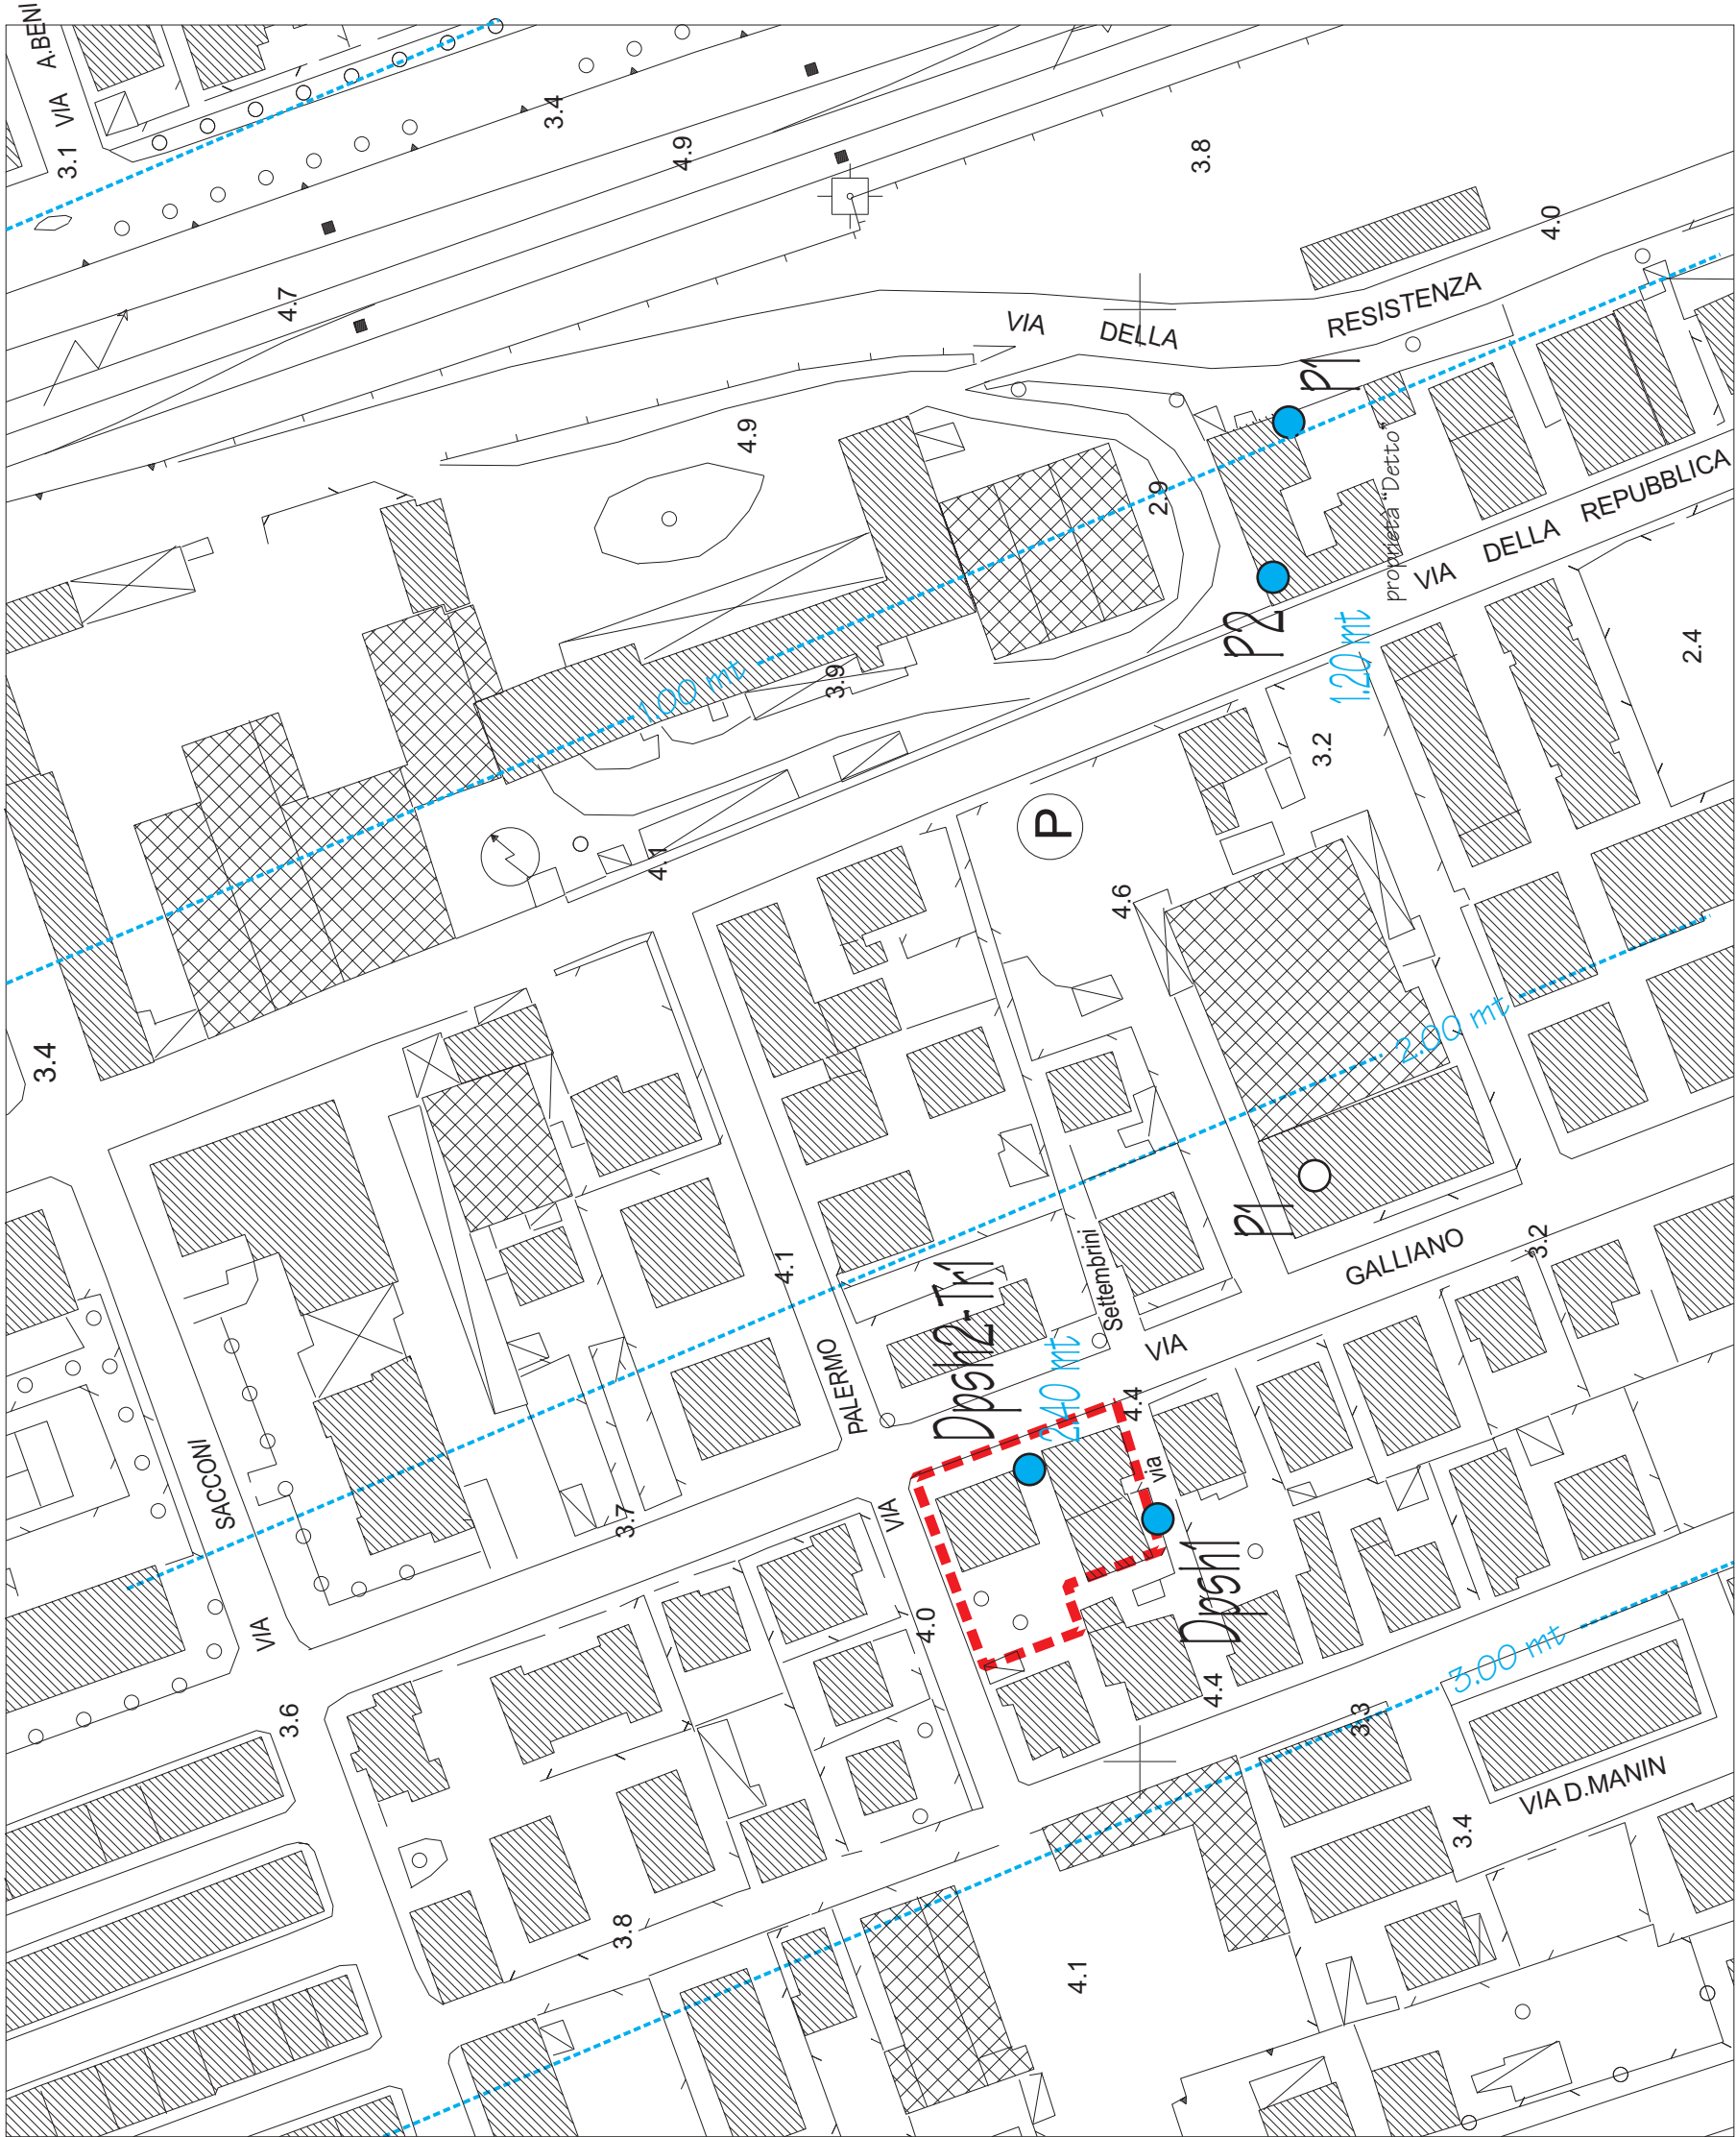 A.BENI
VIA
3.1
3.4
4.9
3.8
4.7
4.0
VIA DELLA RESISTENZA
p1
4.9
2.9
proprietà "Detto"
VIA DELLA REPUBBLICA
p2
1.20 mt
2.4
1.00 mt
3.9
3.2
P
4.1
4.6
3.4
2.00 mt
p1
GALLIANO
3.2
4.1
Settembrini
Dpsh2-Tr1
2.40 mt
VIA
PALERMO
4.4
via
SACCONI
3.7
VIA
Dpsh1
VIA
4.0
3.6
4.4
3.00 mt
3.3
VIA D.MANIN
3.4
3.8
4.1